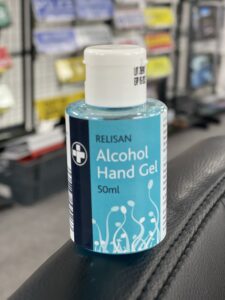 RELISAN
Alcohol
Hand Gel
50ml